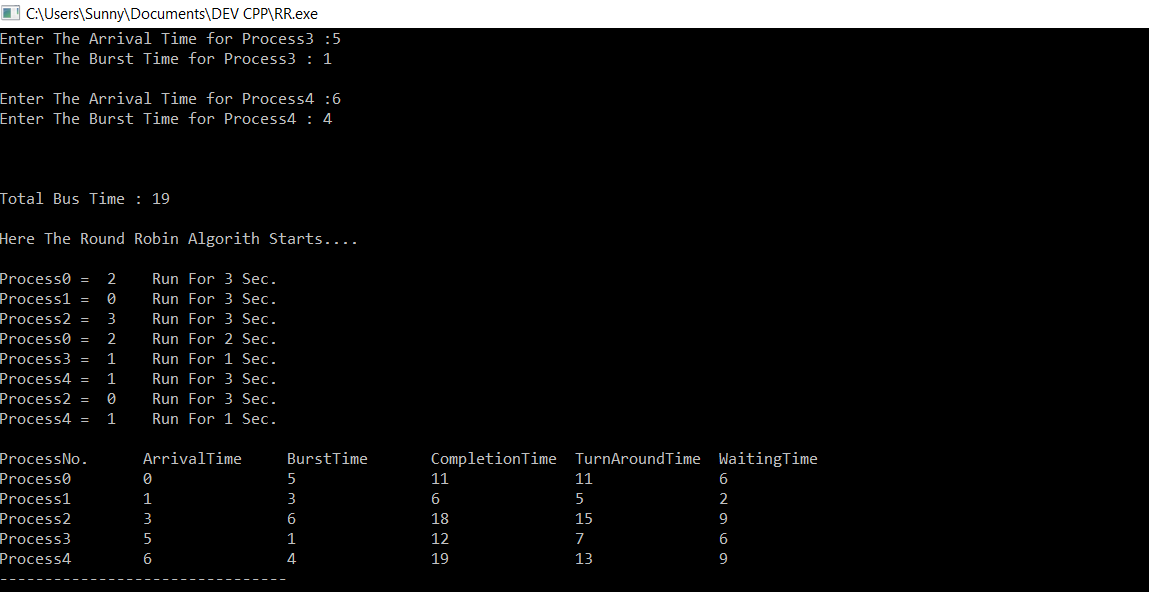 C:\Users\Sunny\Documents\DEV CPP\RR.exe
Enter The Arrival Time for Process3 :5
Enter The Burst Time for Process3 : 1
Enter The Arrival Time for Process4 :6
Enter The Burst Time for Process4 : 4
Total Bus Time : 19
Here The Round Robin Algorith Starts....
Process0 =  2    Run For 3 Sec.
Process1 =  0    Run For 3 Sec.
Process2 =  3    Run For 3 Sec.
Process0 =  2    Run For 2 Sec.
Process3 =  1    Run For 1 Sec.
Process4 =  1    Run For 3 Sec.
Process2 =  0    Run For 3 Sec.
Process4 =  1    Run For 1 Sec.
ProcessNo.      ArrivalTime     BurstTime       CompletionTime  TurnAroundTime  WaitingTime
Process0        0               5               11              11              6
Process1        1               3               6               5               2
Process2        3               6               18              15              9
Process3        5               1               12              7               6
Process4        6               4               19              13              9
--------------------------------